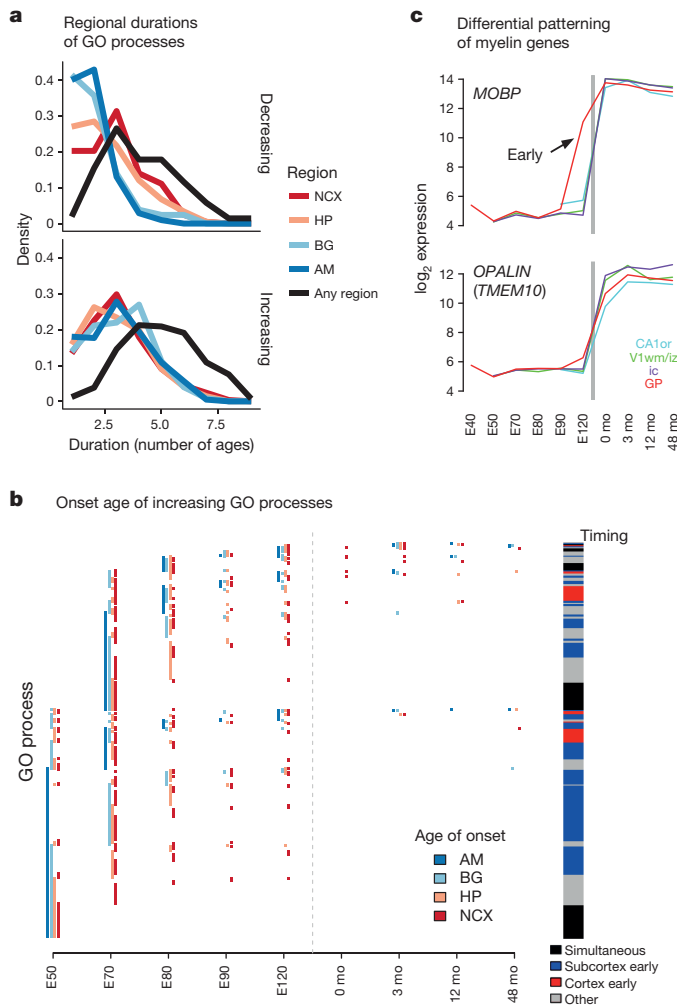 a
Regional durations
of GO processes
0.4
0.3
0.2
0.1
0
Decreasing
0.4
0.3
0.2
0.1
0
Increasing
Density
2.5
5.0
7.5
Duration (number of ages)
Region
NCX
HP
BG
AM
Any region
c
Differential patterning
of myelin genes
14
12
10
8
6
4
MOBP
Early
log2 expression
12
10
8
6
4
OPALIN
(TMEM10)
CA1or
V1wm/iz
ic
GP
E40
E50
E70
E80
E90
E120
0 mo
3 mo
12 mo
48 mo
b
Onset age of increasing GO processes
Timing
GO process
Age of onset
AM
BG
HP
NCX
E50
E70
E80
E90
E120
0 mo
3 mo
12 mo
48 mo
Simultaneous
Subcortex early
Cortex early
Other